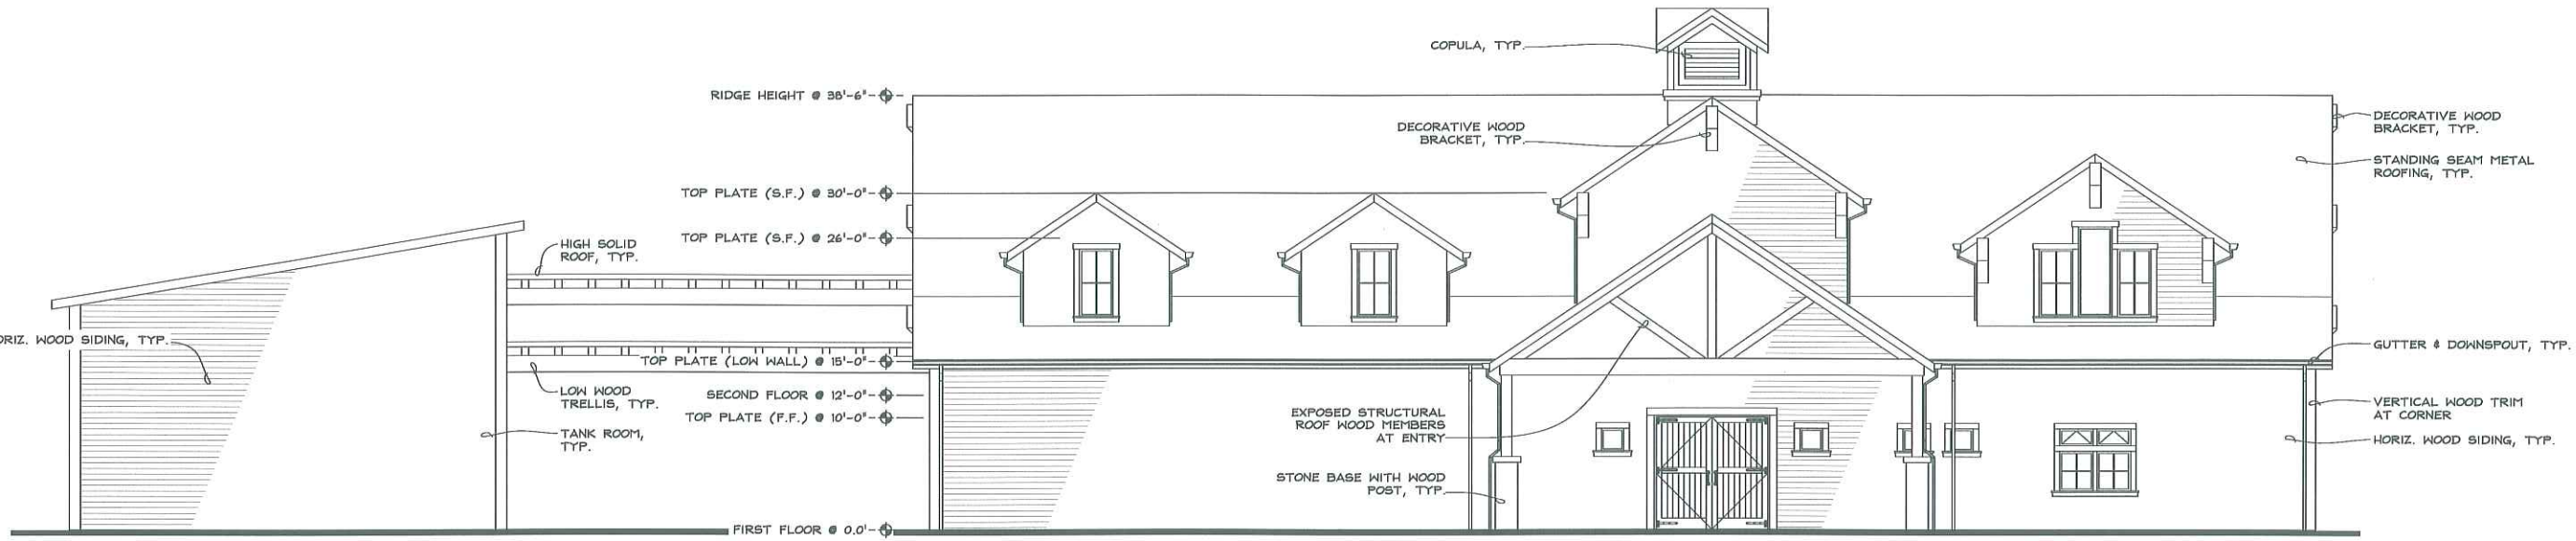 COPULA, TYP.
RIDGE HEIGHT @ 38'-6"
DECORATIVE WOOD
BRACKET, TYP.
DECORATIVE WOOD
BRACKET, TYP.
STANDING SEAM METAL
ROOFING, TYP.
TOP PLATE (S.F.) @ 30'-0"
TOP PLATE (S.F.) @ 26'-0"
HIGH SOLID
ROOF, TYP.
ORIZ. WOOD SIDING, TYP.
TOP PLATE (LOW WALL) @ 15'-0"
GUTTER & DOWNSPOUT, TYP.
LOW WOOD
TRELLIS, TYP.
SECOND FLOOR @ 12'-0"
TOP PLATE (F.F.) @ 10'-0"
EXPOSED STRUCTURAL
ROOF WOOD MEMBERS
AT ENTRY
VERTICAL WOOD TRIM
AT CORNER
TANK ROOM,
TYP.
HORIZ. WOOD SIDING, TYP.
STONE BASE WITH WOOD
POST, TYP.
FIRST FLOOR @ 0.0'